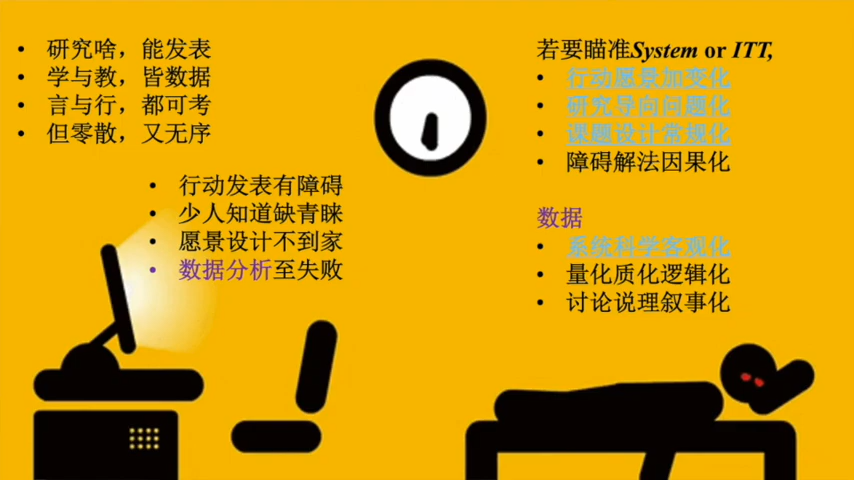 研究啥，能发表
学与教，皆数据
言与行，都可考
但零散，又无序
行动发表有障碍
少人知道缺青睐
愿景设计不到家
数据分析至失败
若要瞄准System or ITT,
行动愿景加变化
研究导向问题化
课题设计常规化
障碍解法因果化
数据
系统科学客观化
量化质化逻辑化
讨论说理叙事化